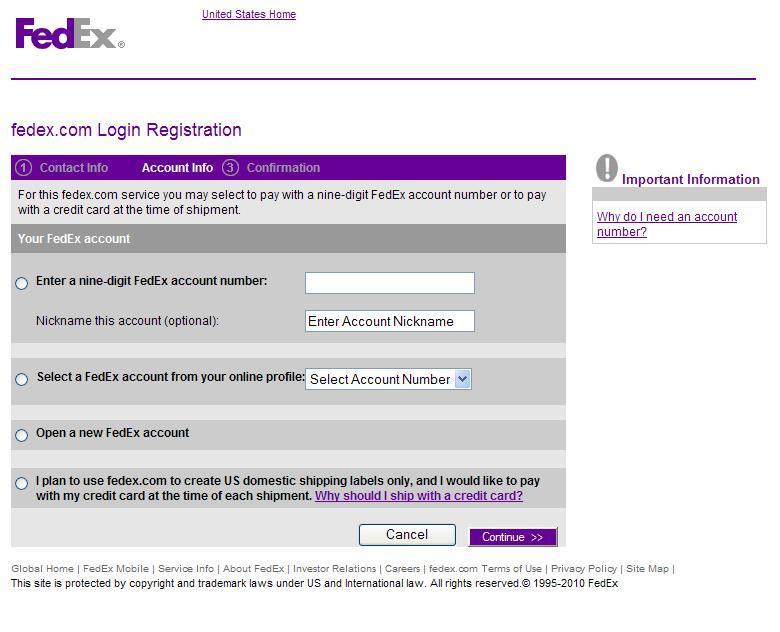 FedEx®
United States Home
fedex.com Login Registration
1 Contact Info Account Info 3 Confirmation
For this fedex.com service you may select to pay with a nine-digit FedEx account number or to pay
with a credit card at the time of shipment.
Your FedEx account
Enter a nine-digit FedEx account number:
Nickname this account (optional): Enter Account Nickname
Select a FedEx account from your online profile: Select Account Number
Open a new FedEx account
I plan to use fedex.com to create US domestic shipping labels only, and I would like to pay
with my credit card at the time of each shipment. Why should I ship with a credit card?
Cancel Continue >>
! Important Information
Why do I need an account
number?
Global Home | FedEx Mobile | Service Info | About FedEx | Investor Relations | Careers | fedex.com Terms of Use | Privacy Policy | Site Map |
This site is protected by copyright and trademark laws under US and International law. All rights reserved.© 1995-2010 FedEx